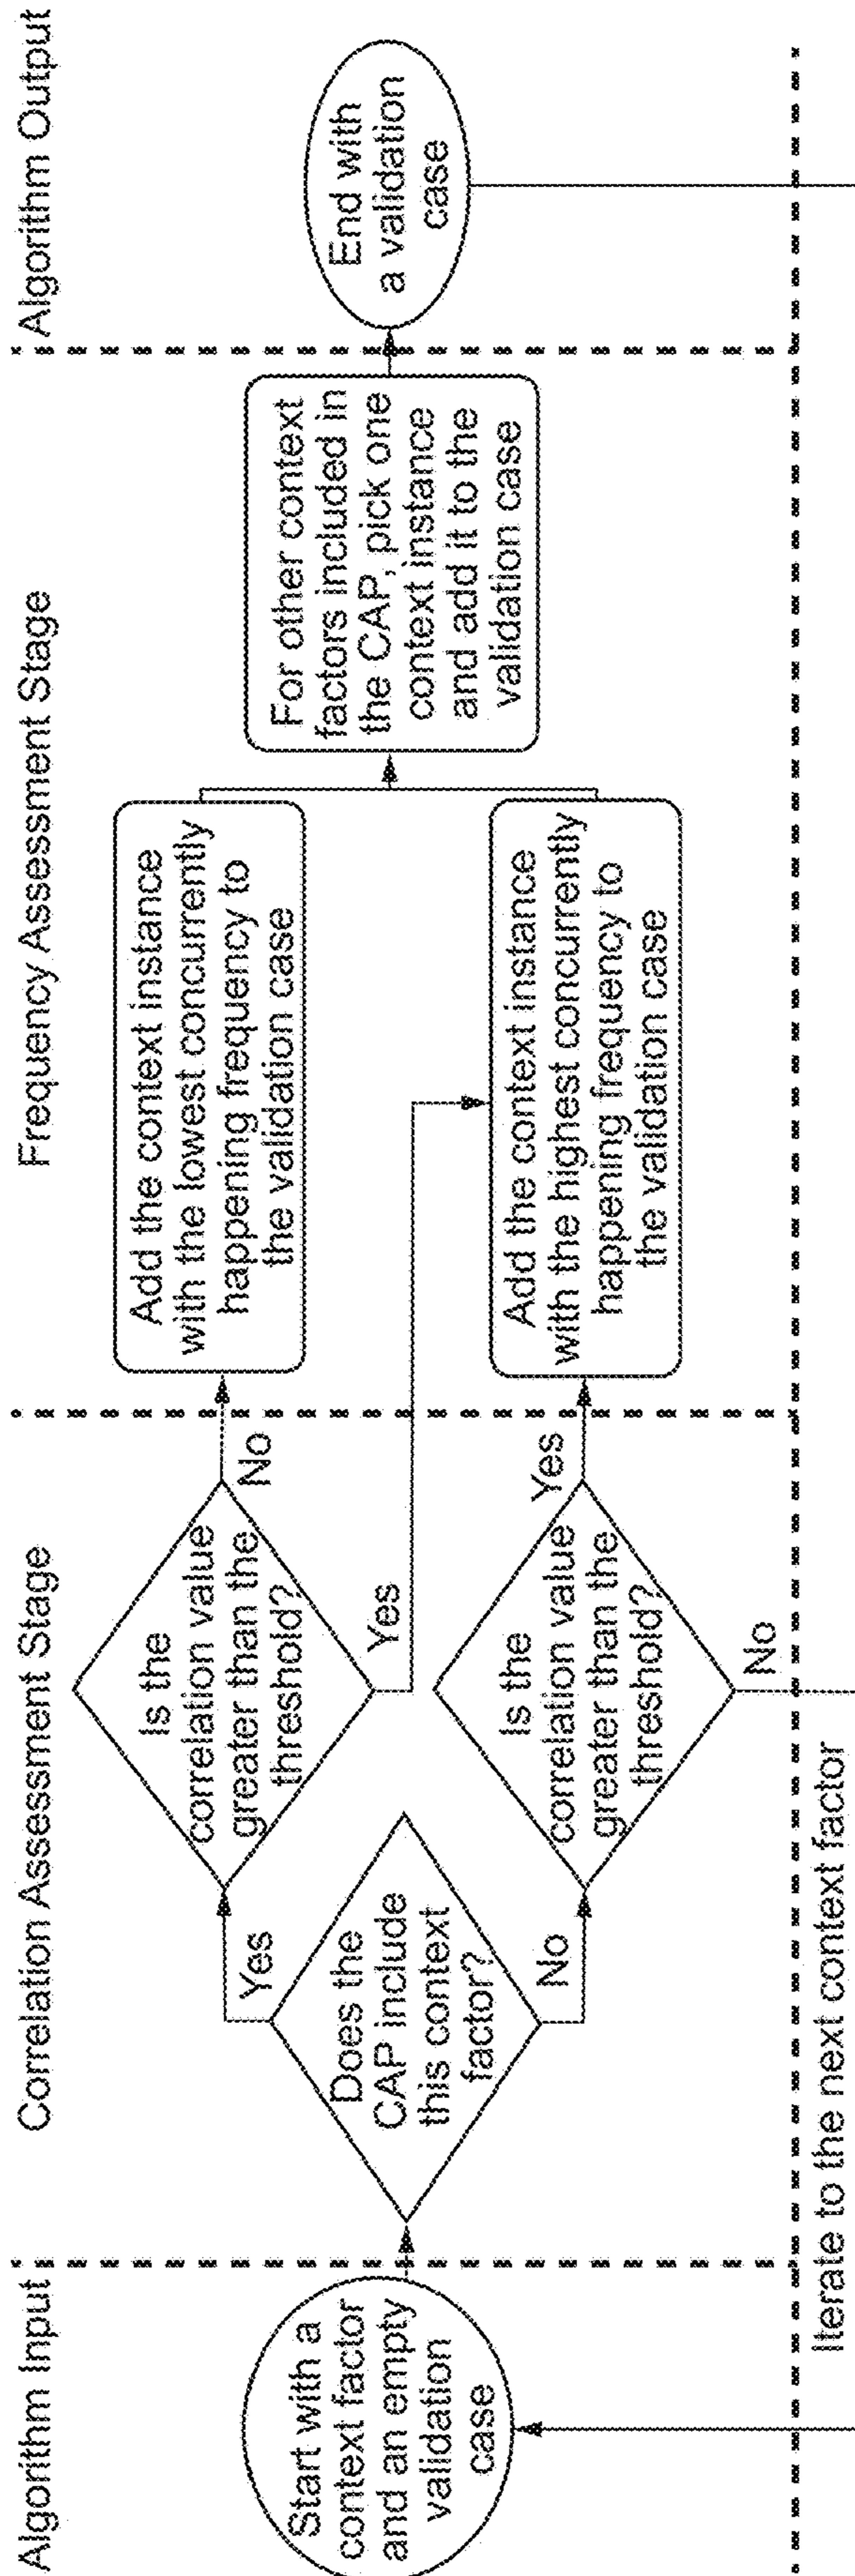 Algorithm Input
Correlation Assessment Stage
Frequency Assessment Stage
Algorithm Output
Start with a
context factor
and an empty
validation
case
Does the
CAP include
this context
factor?
Yes
No
Is the
correlation value
greater than the
threshold?
No
Yes
Is the
correlation value
greater than the
threshold?
Yes
No
Add the context instance
with the lowest concurrently
happening frequency to
the validation case
Add the context instance
with the highest concurrently
happening frequency to
the validation case
For other context
factors included in
the CAP, pick one
context instance
and add it to the
validation case
End with
a validation
case
Iterate to the next context factor